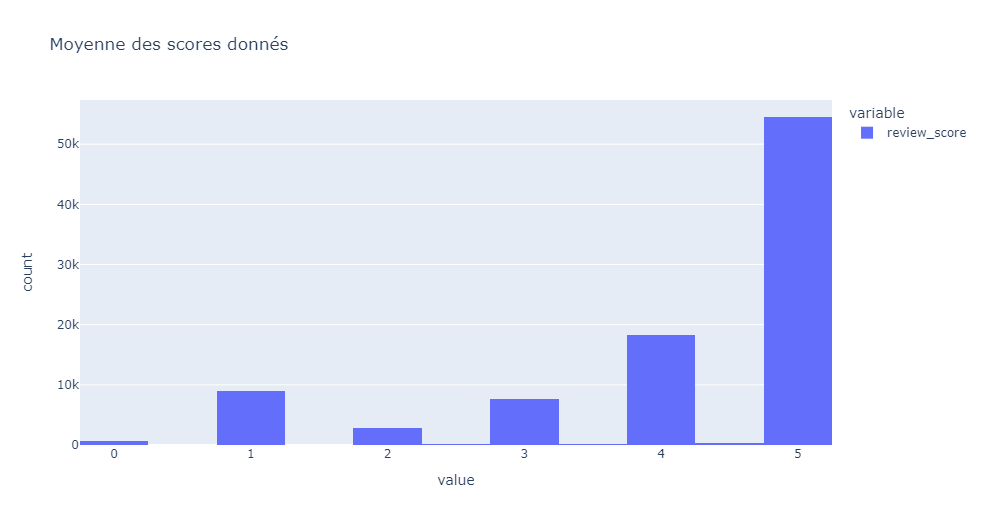 Moyenne des scores donnés
variable
review_score
50k
40k
30k
20k
10k
0
count
0 1 2 3 4 5
value